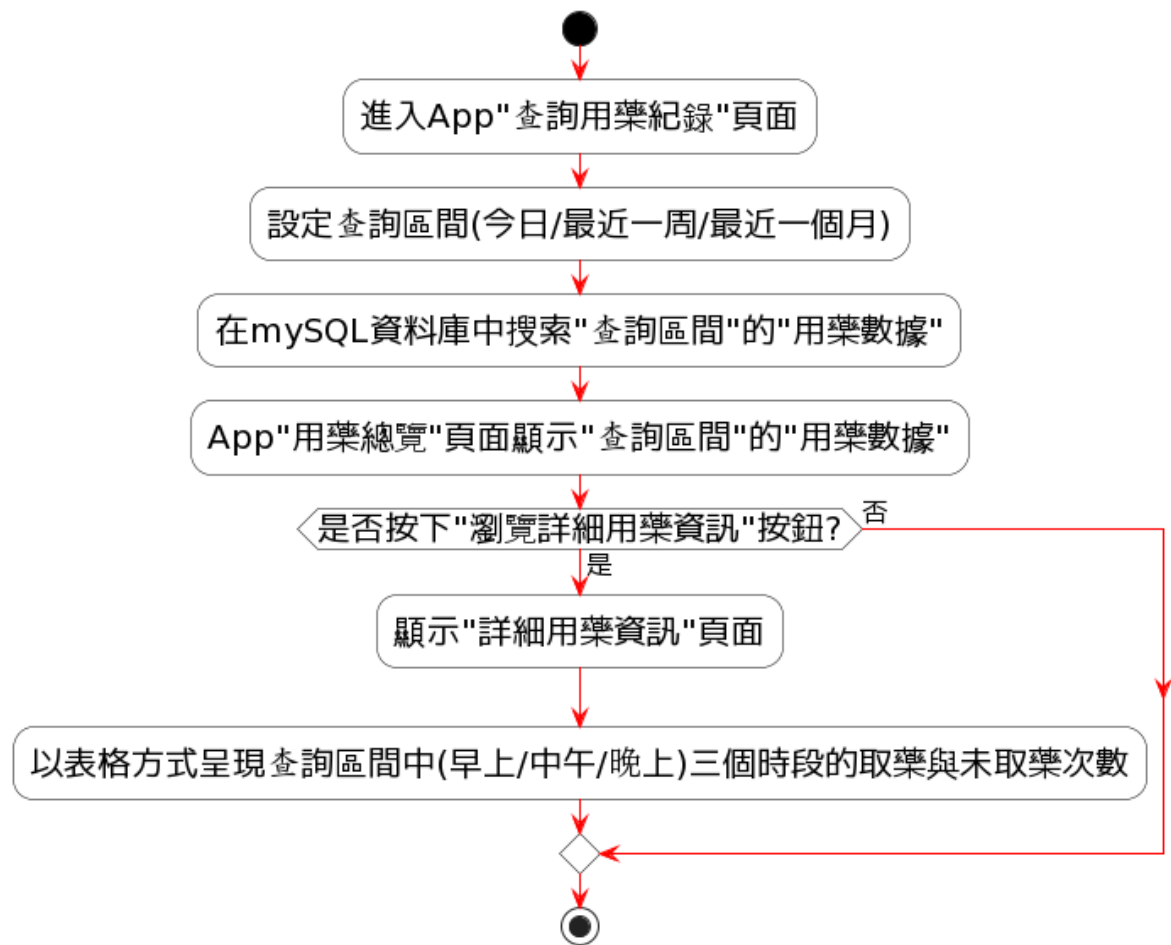 進入App"查詢用藥紀錄"頁面
設定查詢區間(今日/最近一周/最近一個月)
在mySQL資料庫中搜索"查詢區間"的"用藥數據"
App"用藥總覽"頁面顯示"查詢區間"的"用藥數據"
是否按下"瀏覽詳細用藥資訊"按鈕?
否
是
顯示"詳細用藥資訊"頁面
以表格方式呈現查詢區間中(早上/中午/晚上)三個時段的取藥與未取藥次數